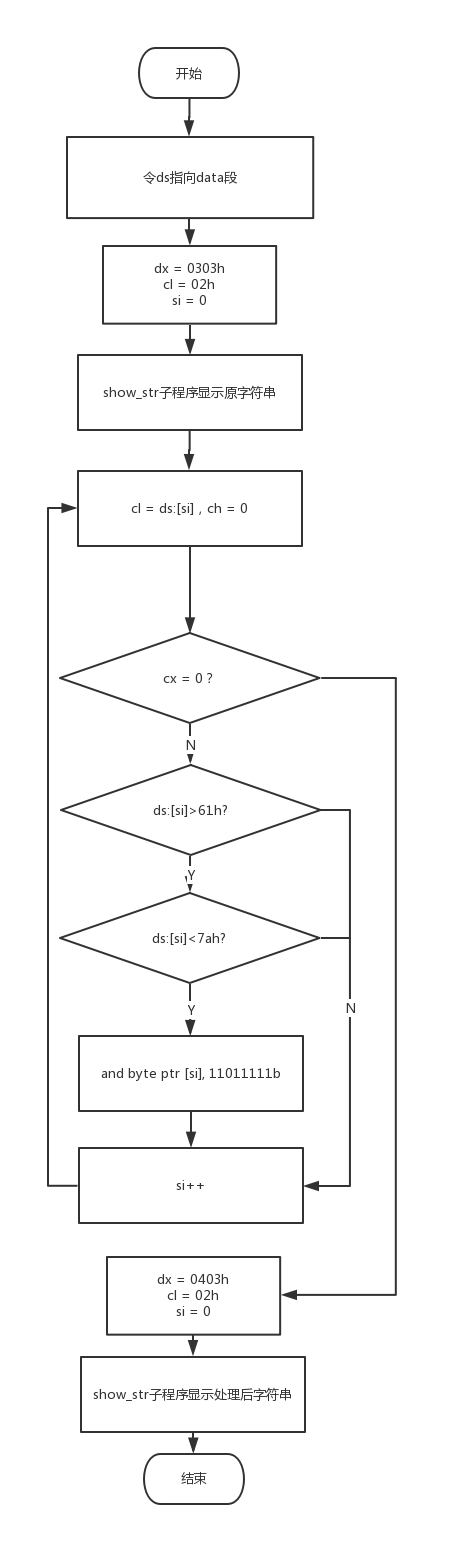 开始
令ds指向data段
dx = 0303h
cl = 02h
si = 0
show_str子程序显示原字符串
cl = ds:[si] , ch = 0
cx = 0 ?
N
ds:[si]>61h?
Y
ds:[si]<7ah?
N
Y
and byte ptr [si], 11011111b
si++
dx = 0403h
cl = 02h
si = 0
show_str子程序显示处理后字符串
结束